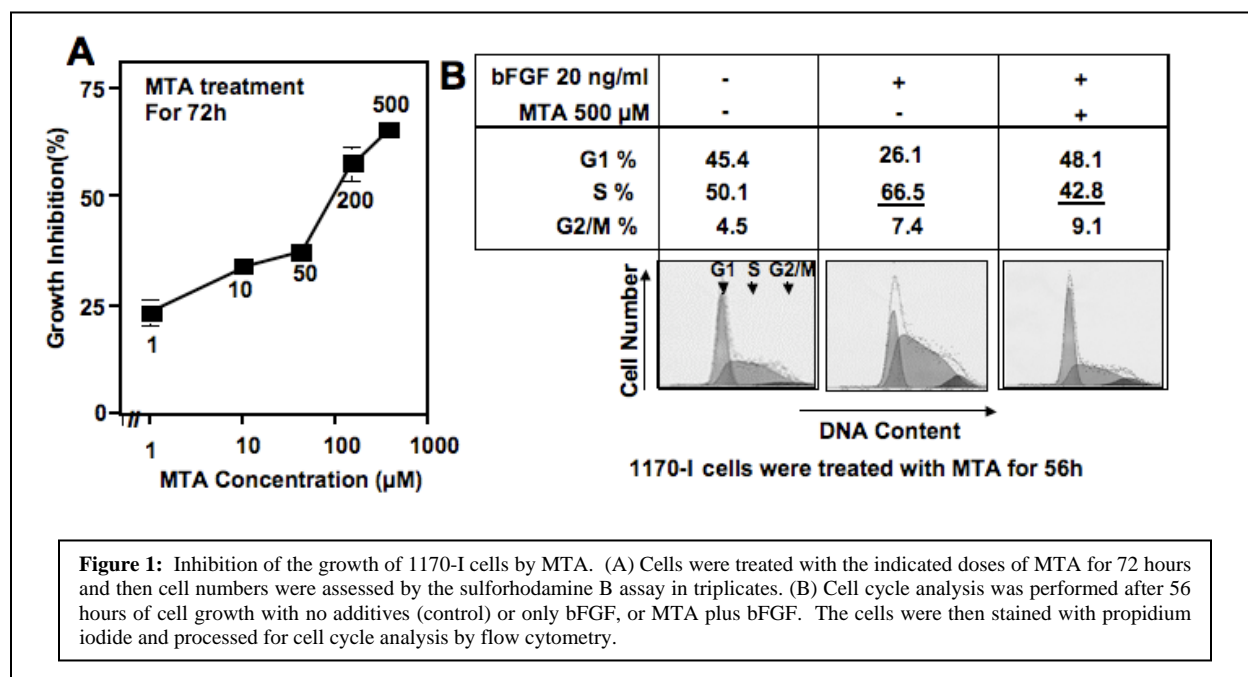 A
MTA treatment
For 72h
Growth Inhibition(%)
75
50
25
0
500
200
50
10
1
1
10
100
1000
MTA Concentration (µM)
B
bFGF 20 ng/ml - + +
MTA 500 µM - - +
G1 % 45.4 26.1 48.1
S % 50.1 66.5 42.8
G2/M % 4.5 7.4 9.1
G1 S G2/M
Cell Number
DNA Content
1170-I cells were treated with MTA for 56h
Figure 1: Inhibition of the growth of 1170-I cells by MTA. (A) Cells were treated with the indicated doses of MTA for 72 hours
and then cell numbers were assessed by the sulforhodamine B assay in triplicates. (B) Cell cycle analysis was performed after 56
hours of cell growth with no additives (control) or only bFGF, or MTA plus bFGF. The cells were then stained with propidium
iodide and processed for cell cycle analysis by flow cytometry.